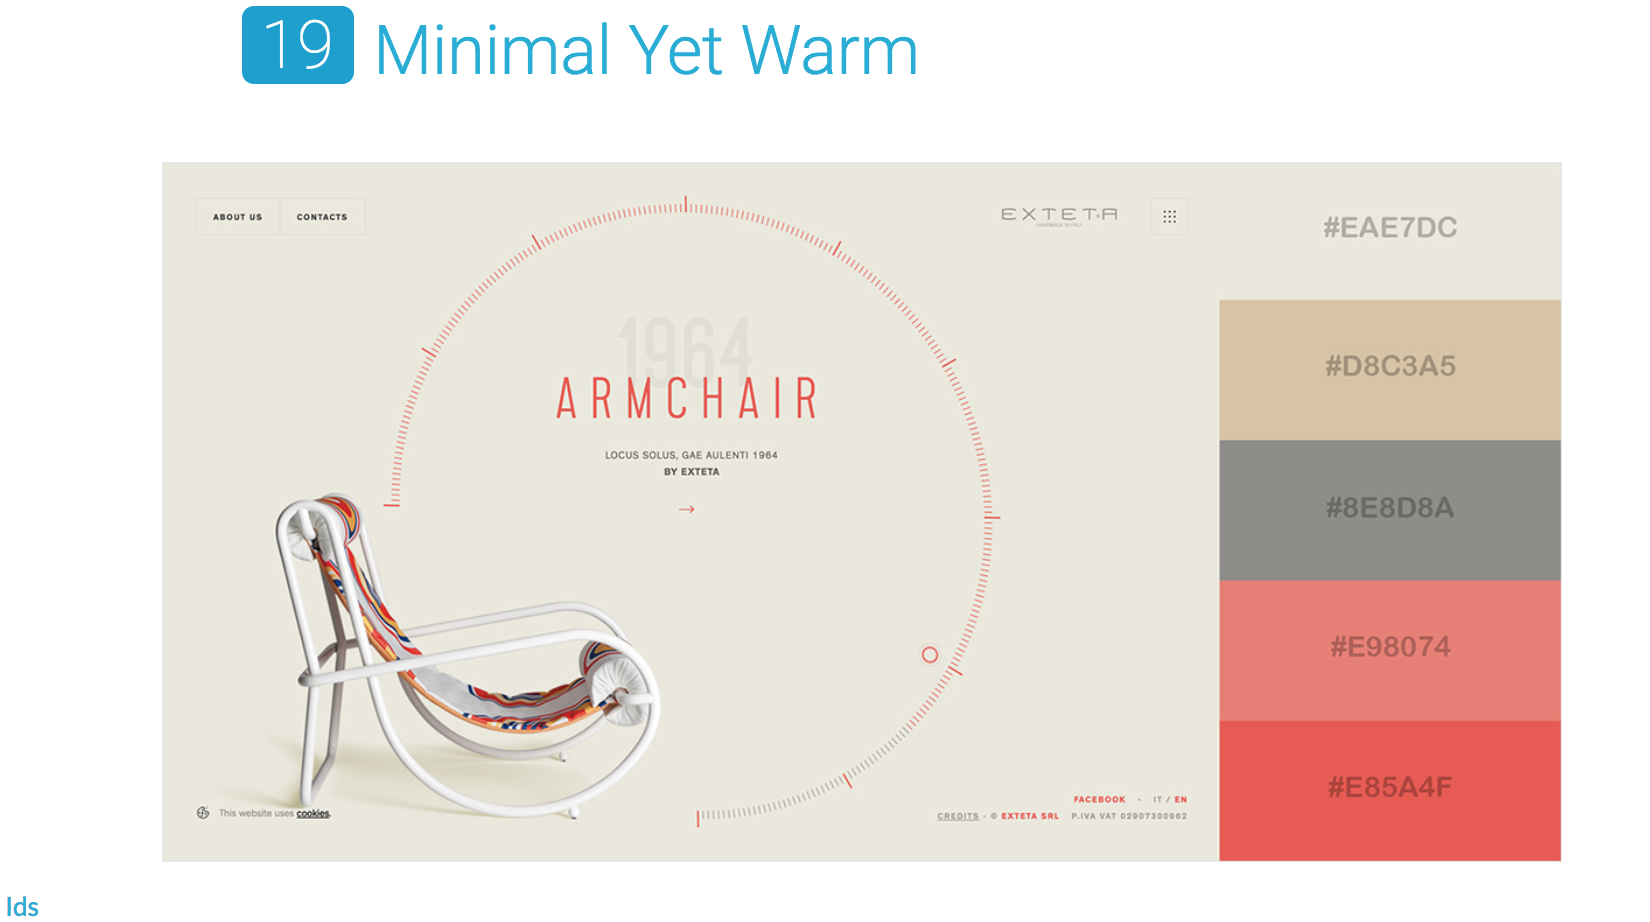 19 Minimal Yet Warm
ABOUT US CONTACTS
EXTETA
HANDMADE IN ITALY
1964
ARMCHAIR
LOCUS SOLUS, GAE AULENTI 1964
BY EXTETA
→
#EAE7DC
#D8C3A5
#8E8D8A
#E98074
#E85A4F
This website uses cookies.
FACEBOOK - IT / EN
CREDITS - © EXTETA SRL P.IVA VAT 02907300962
lds